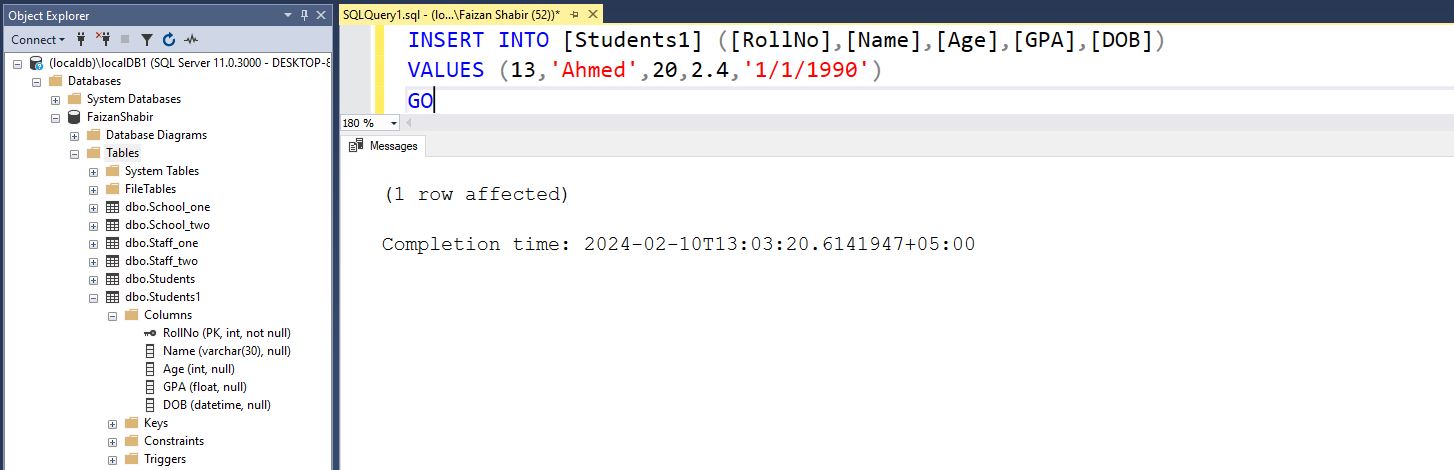 Object Explorer
Connect
(localdb)\localDB1 (SQL Server 11.0.3000 - DESKTOP-8
Databases
System Databases
FaizanShabir
Database Diagrams
Tables
System Tables
FileTables
dbo.School_one
dbo.School_two
dbo.Staff_one
dbo.Staff_two
dbo.Students
dbo.Students1
Columns
RollNo (PK, int, not null)
Name (varchar(30), null)
Age (int, null)
GPA (float, null)
DOB (datetime, null)
Keys
Constraints
Triggers
SQLQuery1.sql - (lo...\Faizan Shabir (52))*
INSERT INTO [Students1] ([RollNo],[Name],[Age],[GPA],[DOB])
VALUES (13,'Ahmed',20,2.4,'1/1/1990')
GO
180 %
Messages
(1 row affected)
Completion time: 2024-02-10T13:03:20.6141947+05:00